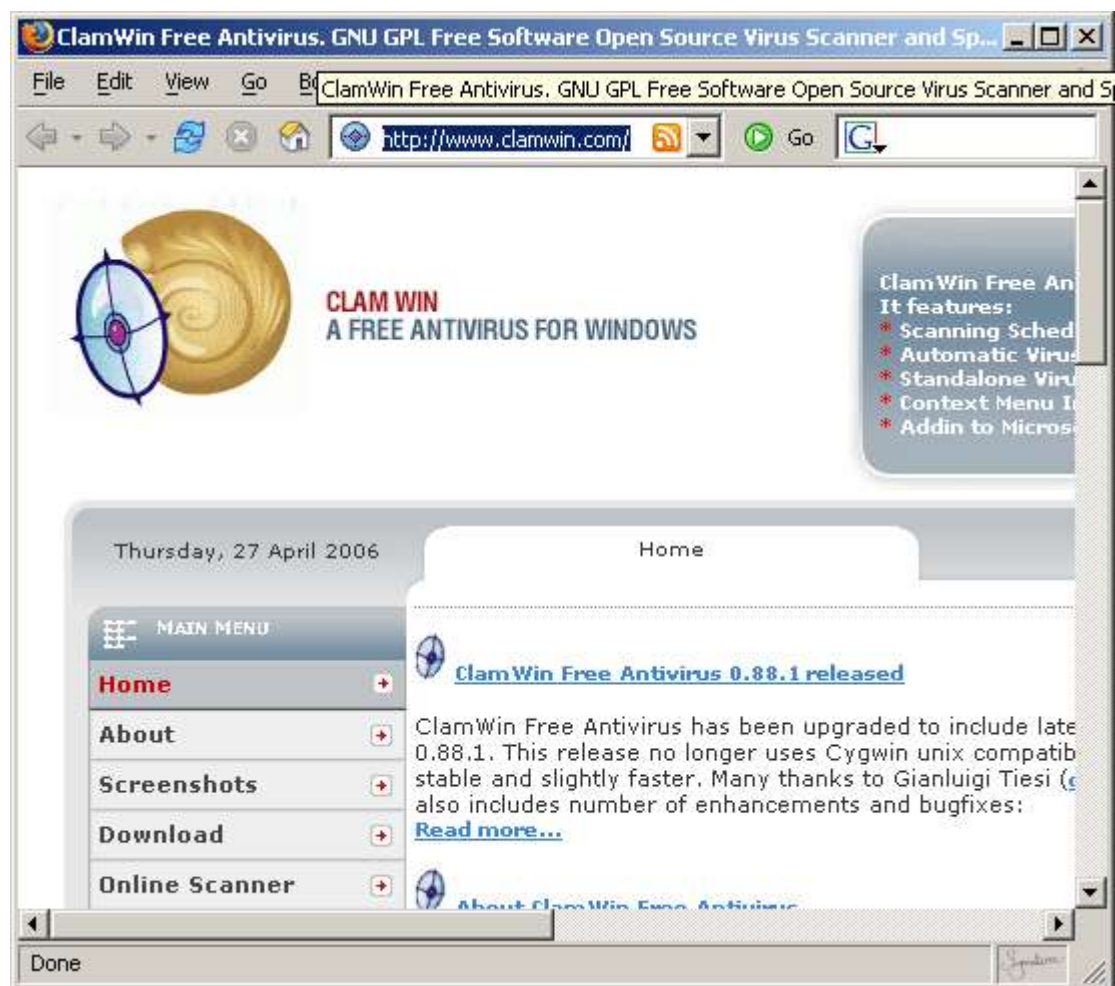 ClamWin Free Antivirus. GNU GPL Free Software Open Source Virus Scanner and Sp...
File Edit View Go
ClamWin Free Antivirus. GNU GPL Free Software Open Source Virus Scanner and Sp
http://www.clamwin.com/ Go G
CLAM WIN
A FREE ANTIVIRUS FOR WINDOWS
ClamWin Free An
It features:
* Scanning Sched
* Automatic Virus
* Standalone Viru
* Context Menu I
* Addin to Micros
Thursday, 27 April 2006
Home
MAIN MENU
Home
About
Screenshots
Download
Online Scanner
ClamWin Free Antivirus 0.88.1 released
ClamWin Free Antivirus has been upgraded to include late
0.88.1. This release no longer uses Cygwin unix compatib
stable and slightly faster. Many thanks to Gianluigi Tiesi (
also includes number of enhancements and bugfixes:
Read more...
About ClamWin Free Antivirus
Done